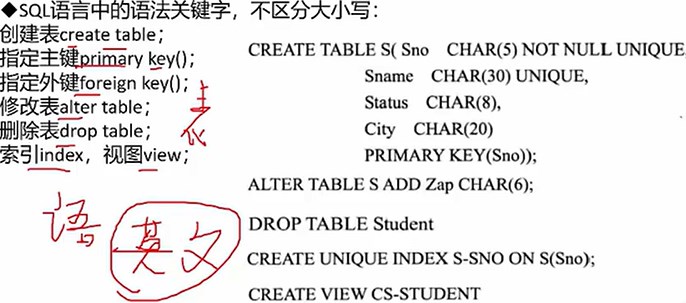 ◆SQL语言中的语法关键字，不区分大小写：
创建表create table；
指定主键primary key();
指定外键foreign key();
修改表alter table；
删除表drop table；
索引index，视图view；
语
英文
CREATE TABLE S( Sno CHAR(5) NOT NULL UNIQUE,
Sname CHAR(30) UNIQUE,
Status CHAR(8),
City CHAR(20)
PRIMARY KEY(Sno));
ALTER TABLE S ADD Zap CHAR(6);
DROP TABLE Student
CREATE UNIQUE INDEX S-SNO ON S(Sno);
CREATE VIEW CS-STUDENT